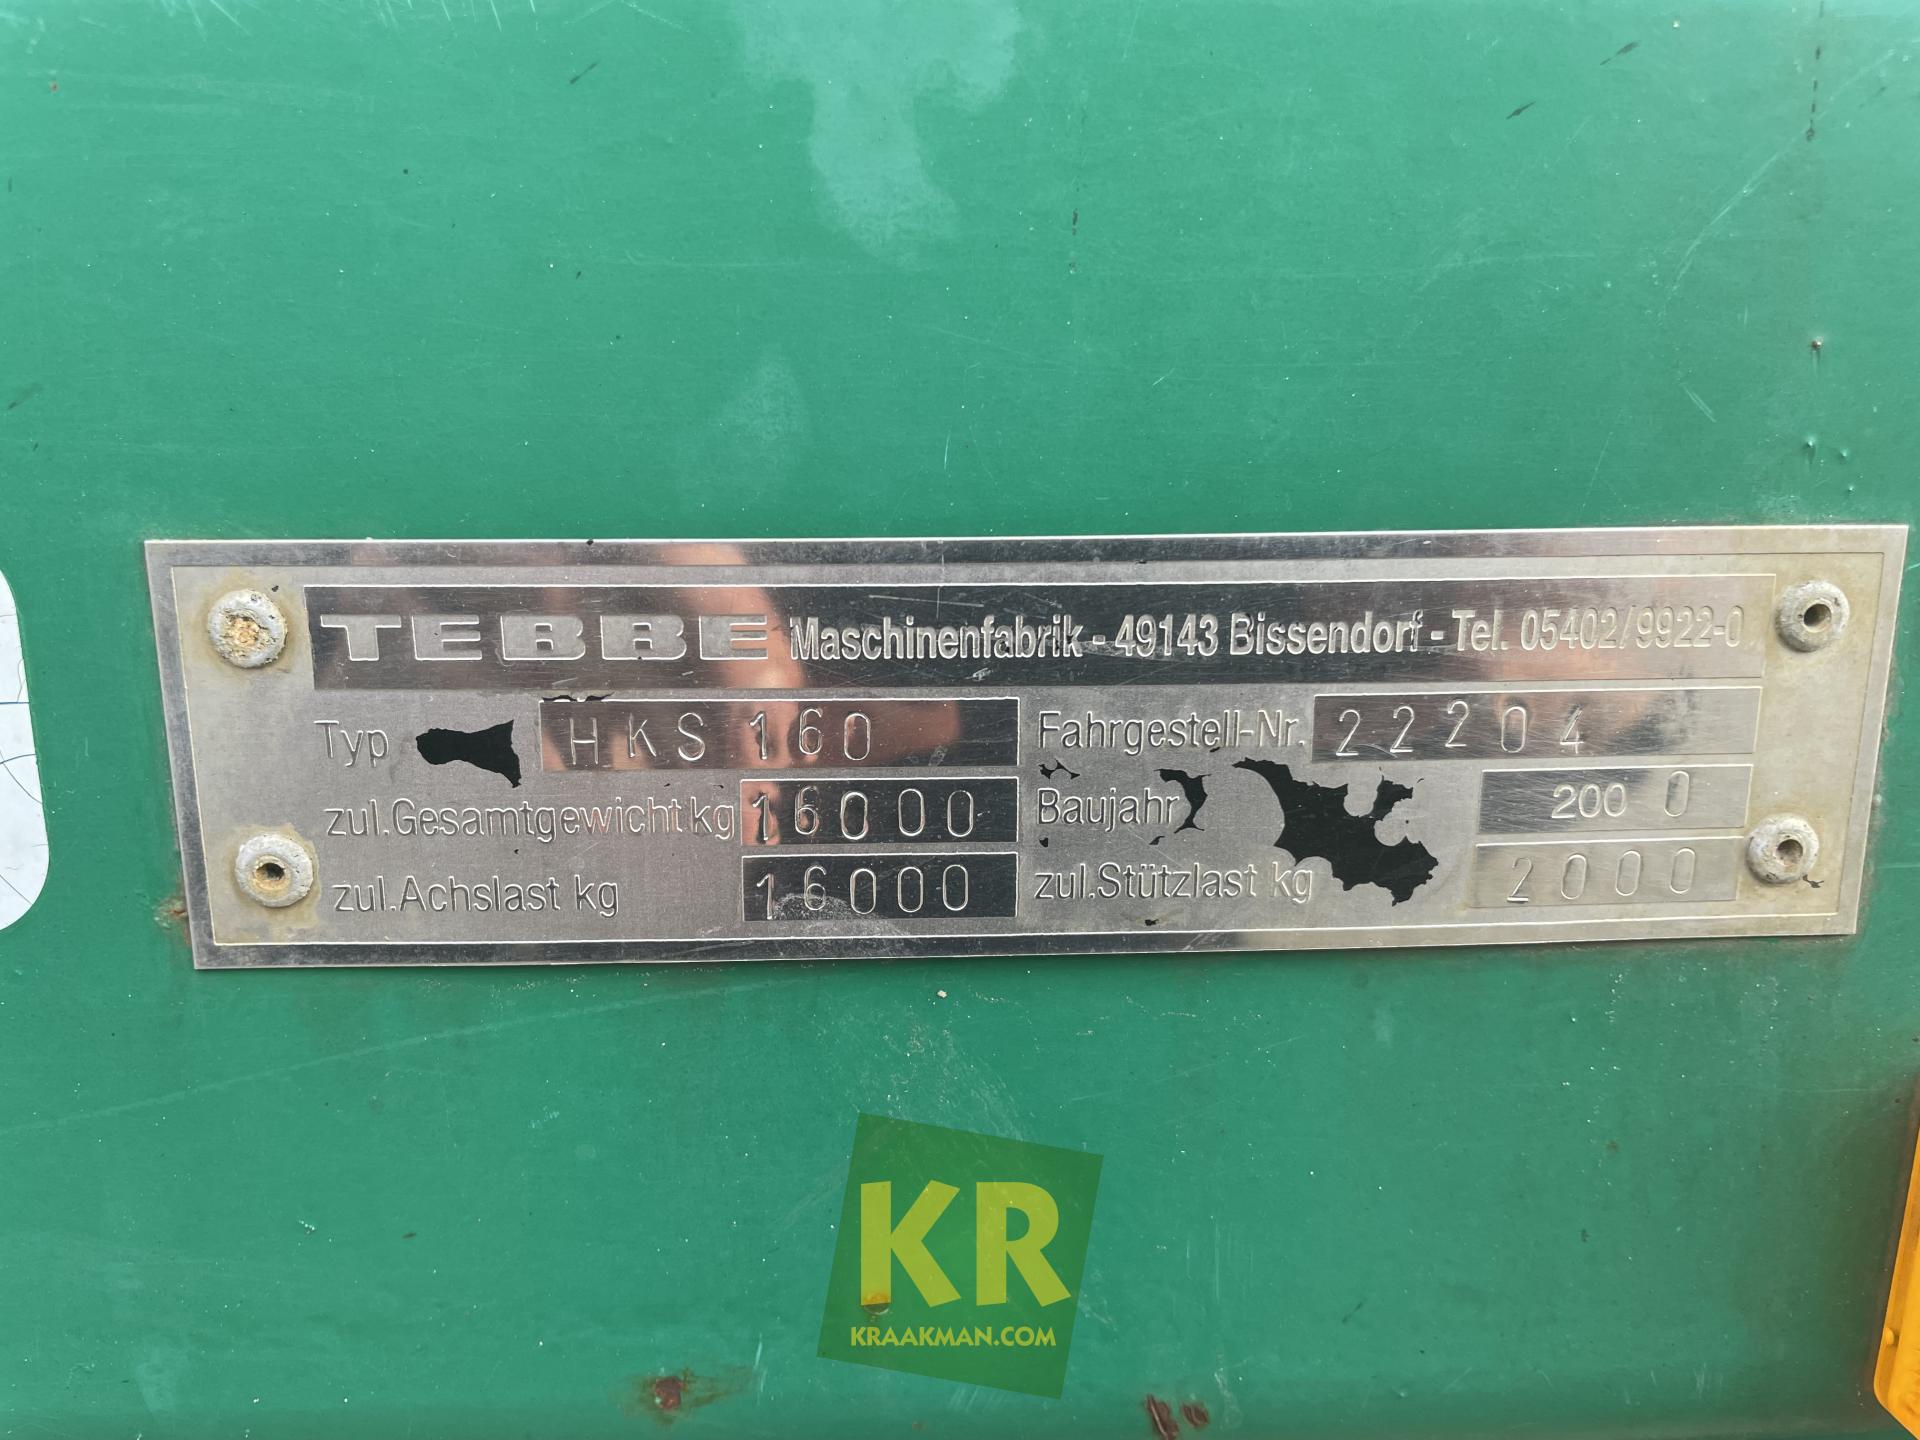 TEBBE Maschinenfabrik - 49143 Bissendorf - Tel. 05402/9922-0
Typ HKS 160 Fahrgestell-Nr. 22204
zul.Gesamtgewicht kg 16000 Baujahr 2000
zul.Achslast kg 16000 zul.Stützlast kg 2000
KR
KRAAKMAN.COM